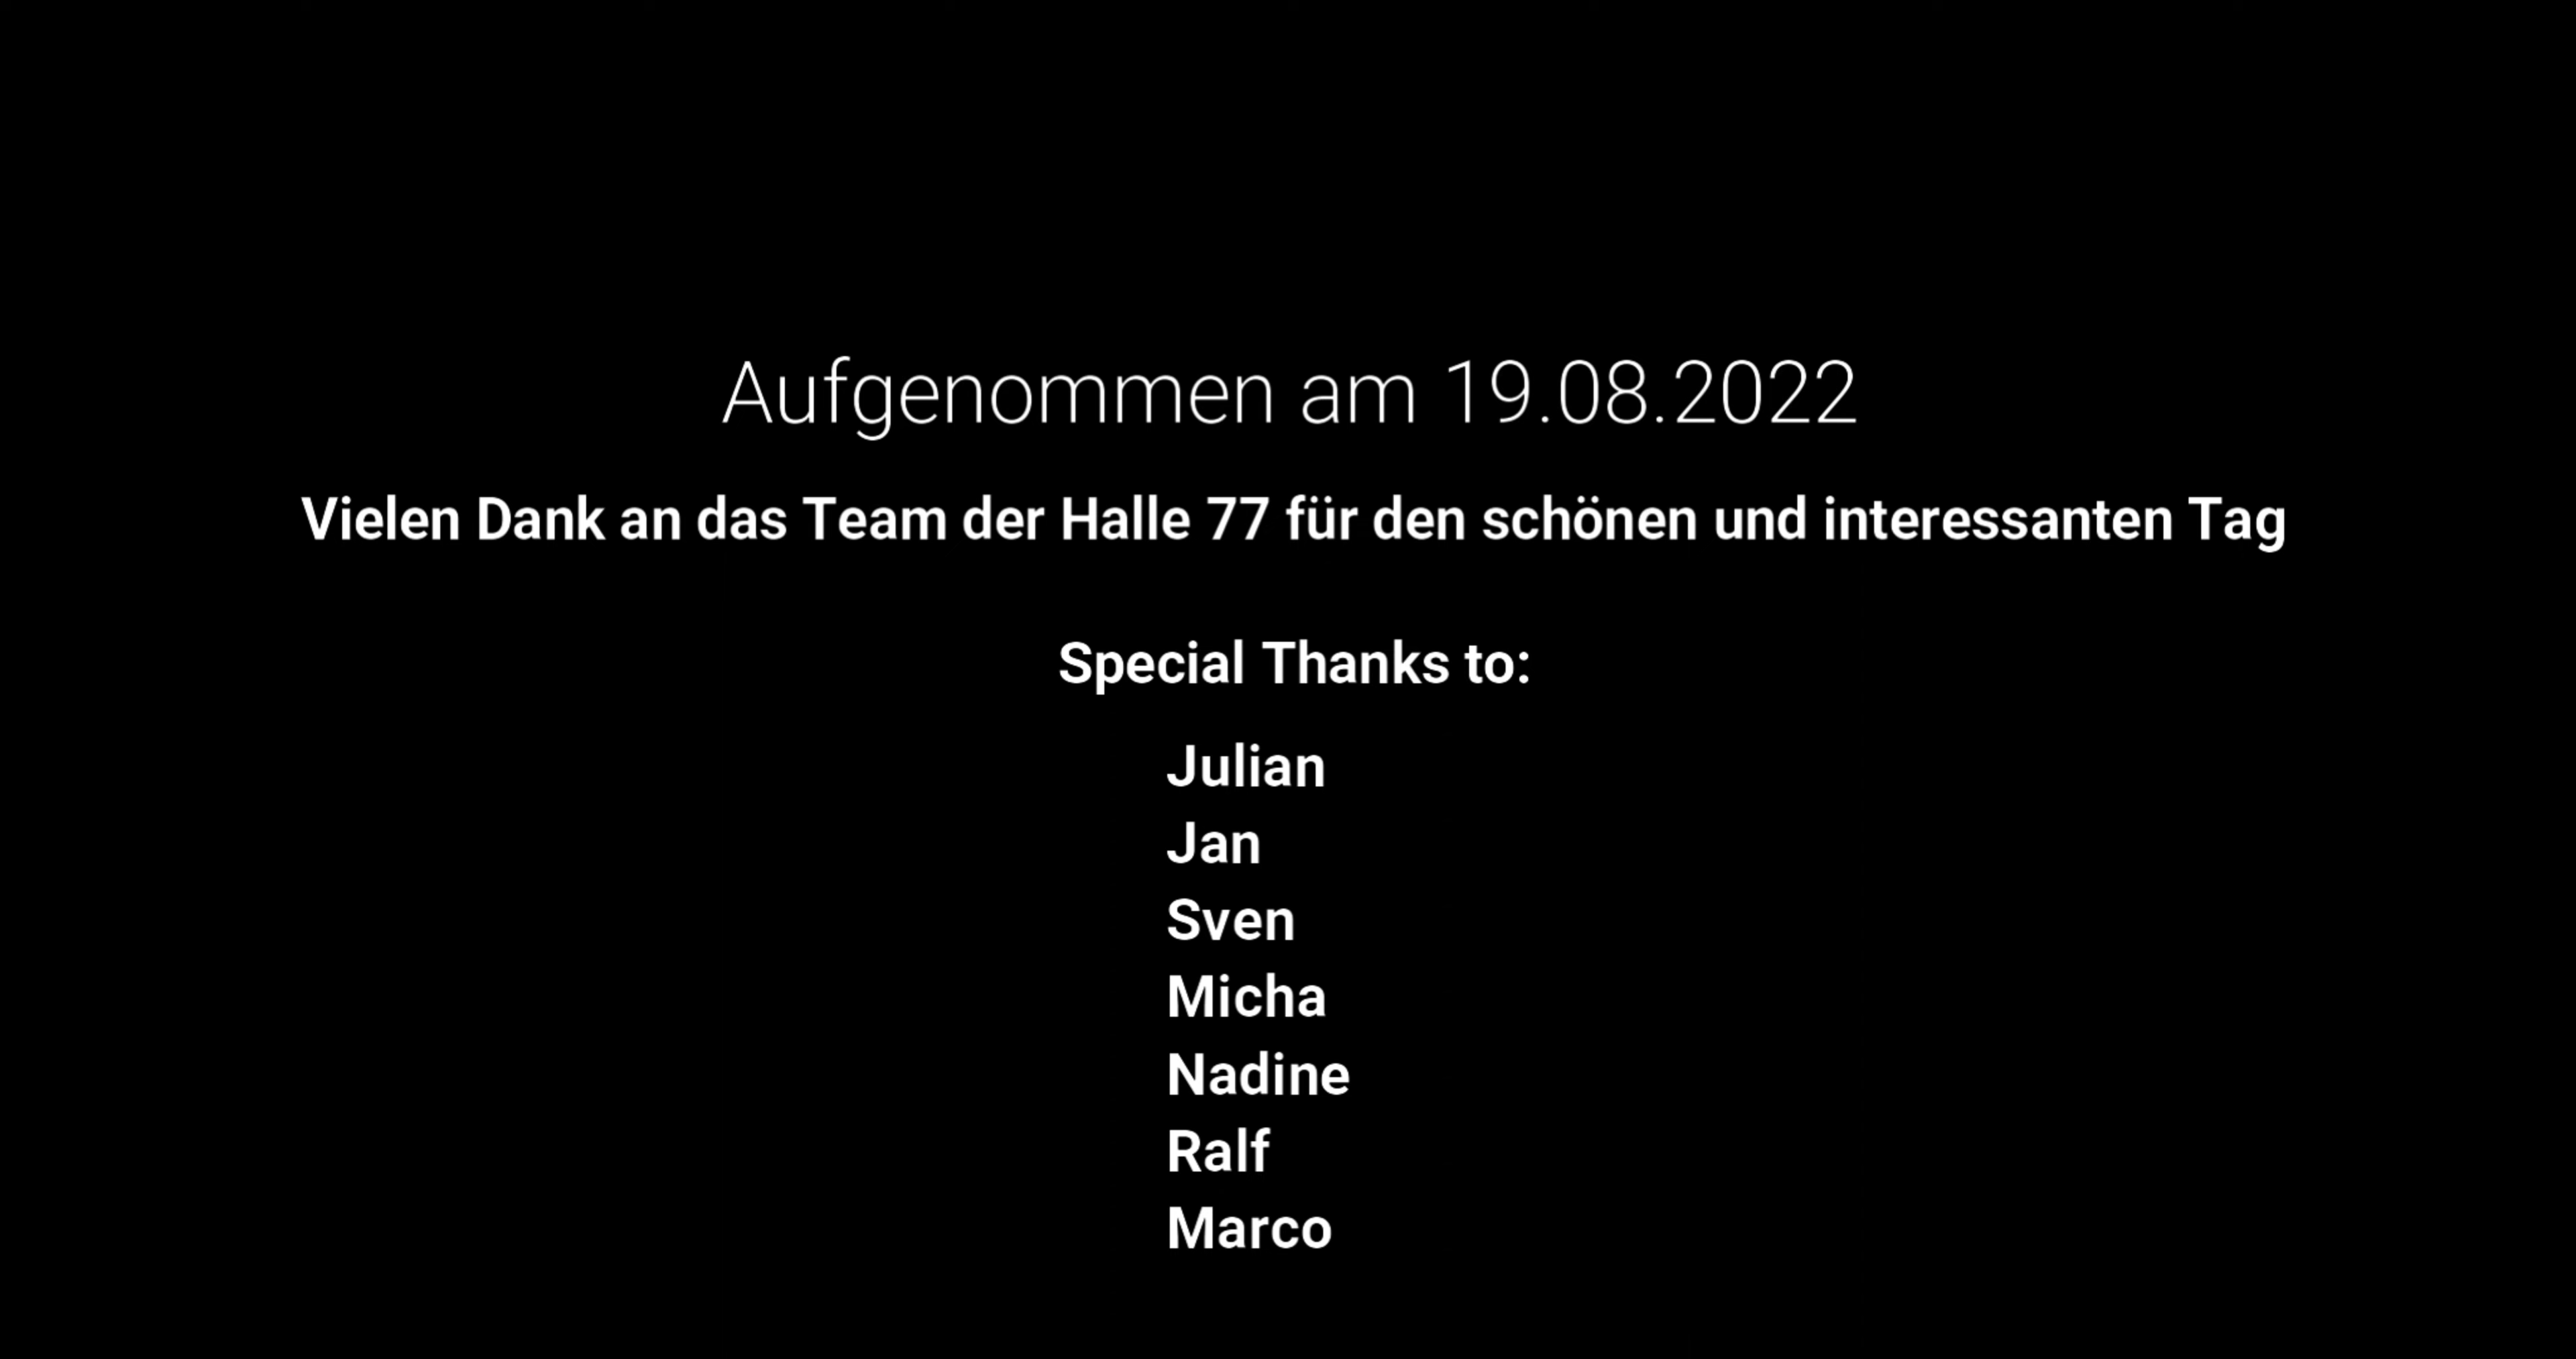 Aufgenommen am 19.08.2022
Vielen Dank an das Team der Halle 77 für den schönen und interessanten Tag
Special Thanks to:
Julian
Jan
Sven
Micha
Nadine
Ralf
Marco